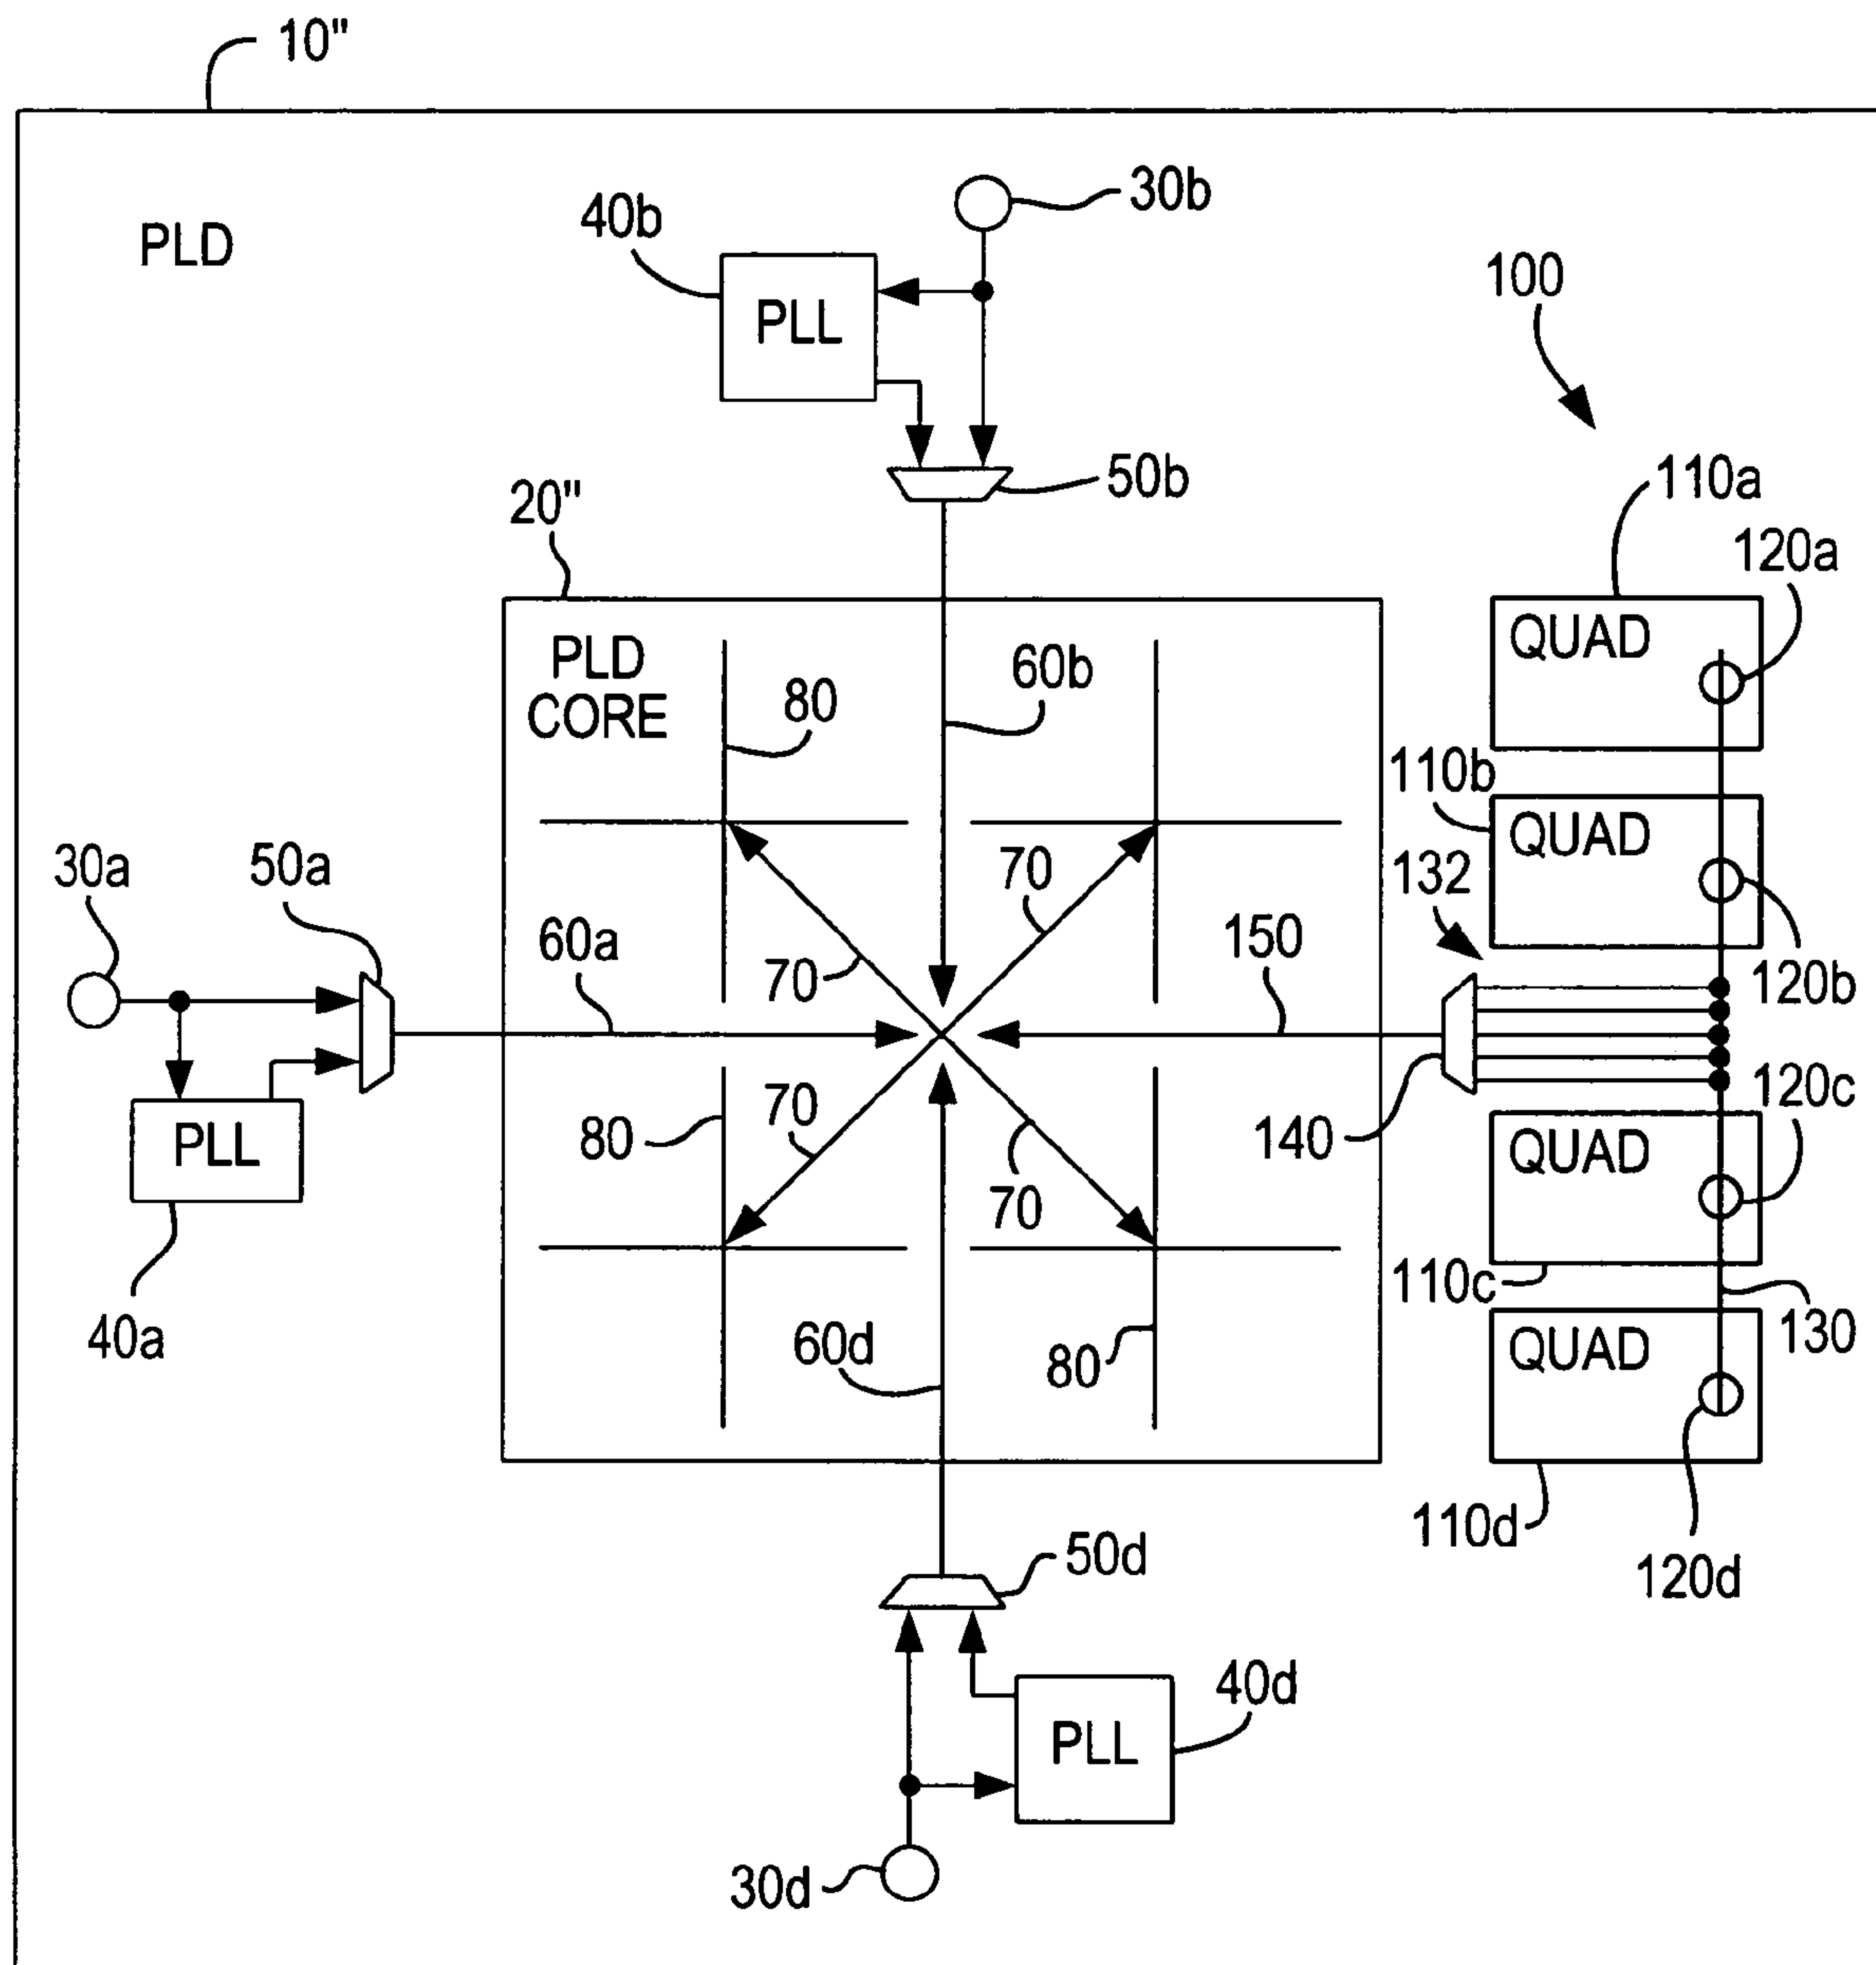 10"
PLD
30b
40b
PLL
100
50b
20"
110a
120a
PLD
CORE
60b
80
QUAD
110b
QUAD
132
30a
50a
60a
70
70
150
120b
120c
PLL
80
70
70
140
QUAD
110c
40a
60d
80
QUAD
130
110d
50d
120d
40d
PLL
30d